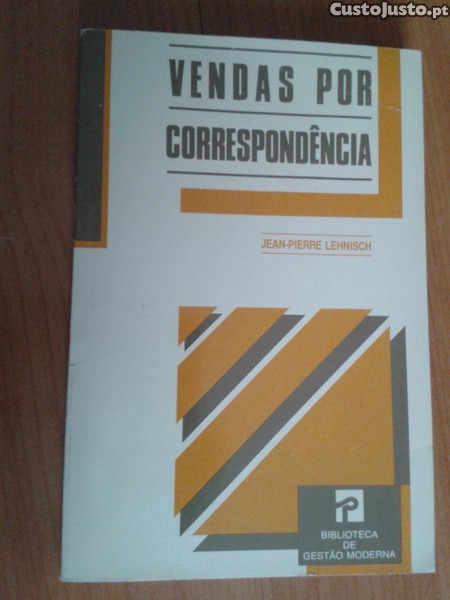 CustoJusto.pt
VENDAS POR
CORRESPONDÊNCIA
JEAN-PIERRE LEHNISCH
BIBLIOTECA
DE
GESTÃO MODERNA